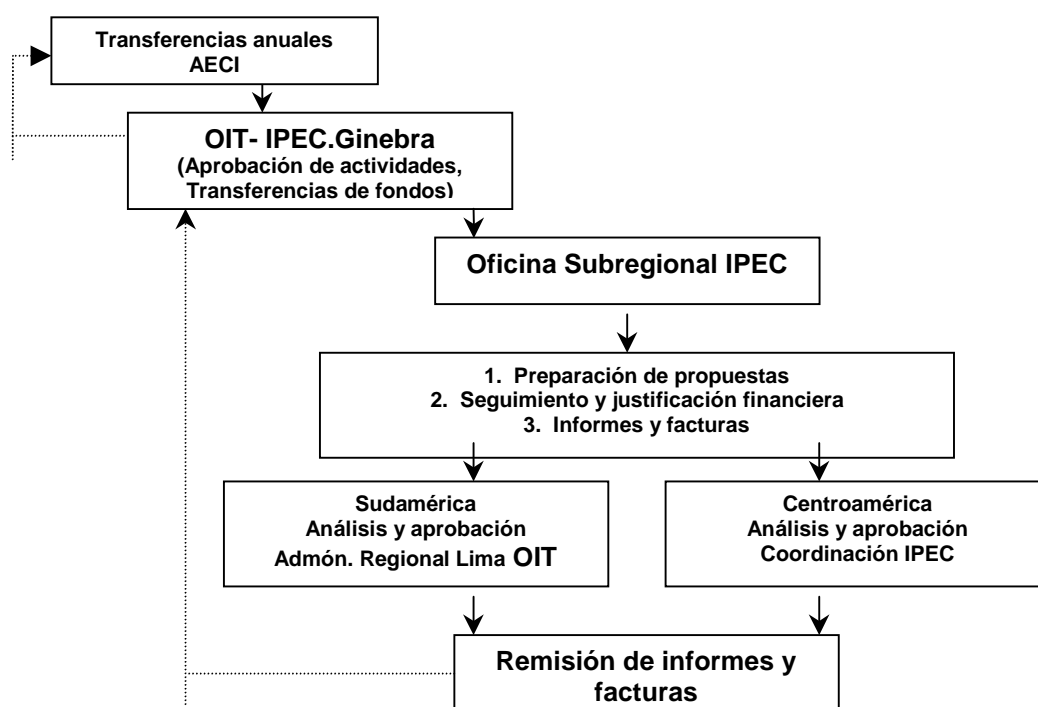 Transferencias anuales
AECI
OIT- IPEC.Ginebra
(Aprobación de actividades,
Transferencias de fondos)
Oficina Subregional IPEC
1. Preparación de propuestas
2. Seguimiento y justificación financiera
3. Informes y facturas
Sudamérica
Análisis y aprobación
Admón. Regional Lima OIT
Centroamérica
Análisis y aprobación
Coordinación IPEC
Remisión de informes y
facturas